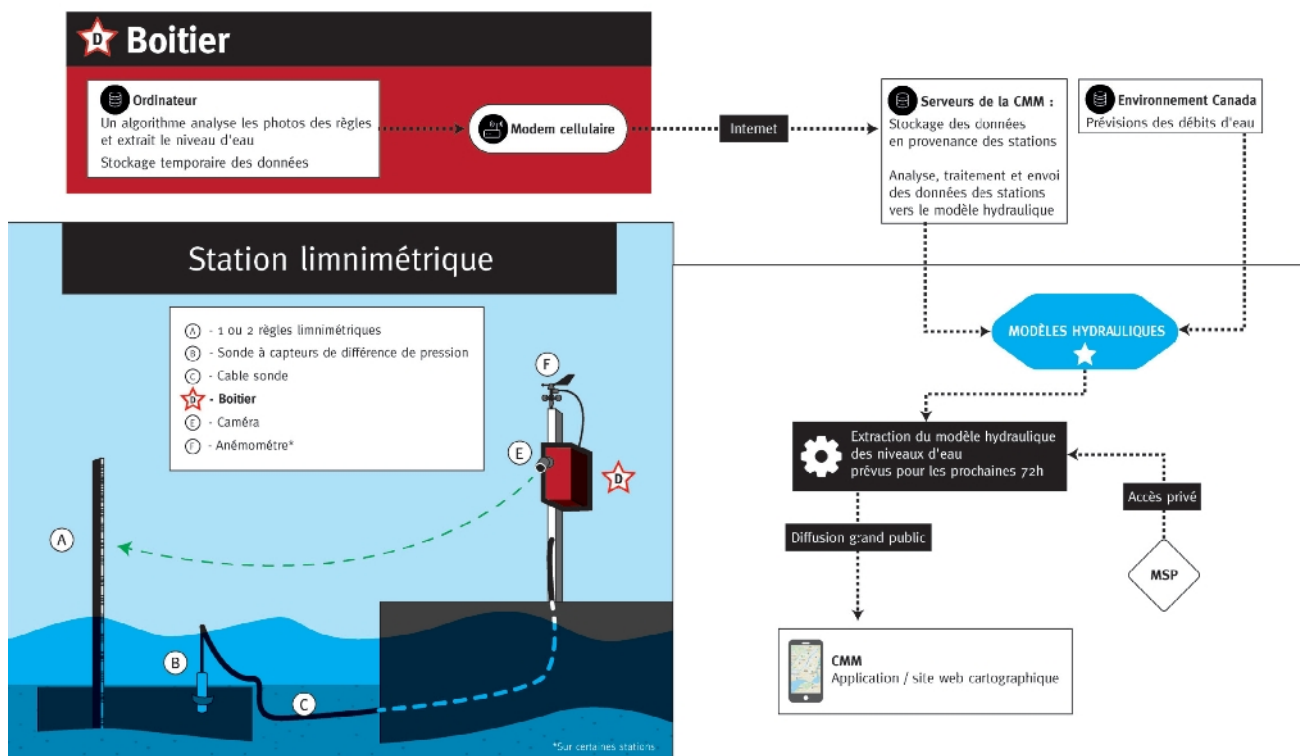 D Boitier
Ordinateur
Un algorithme analyse les photos des règles
et extrait le niveau d'eau
Stockage temporaire des données
Modem cellulaire
Internet
Serveurs de la CMM :
Stockage des données
en provenance des stations
Analyse, traitement et envoi
des données des stations
vers le modèle hydraulique
Environnement Canada
Prévisions des débits d'eau
Station limnimétrique
A - 1 ou 2 règles limnimétriques
B - Sonde à capteurs de différence de pression
C - Cable sonde
D - Boitier
E - Caméra
F - Anémométre*
F
E
D
A
B
C
*Sur certaines stations
MODÈLES HYDRAULIQUES
Extraction du modèle hydraulique
des niveaux d'eau
prévus pour les prochaines 72h
Accès privé
MSP
Diffusion grand public
CMM
Application / site web cartographique